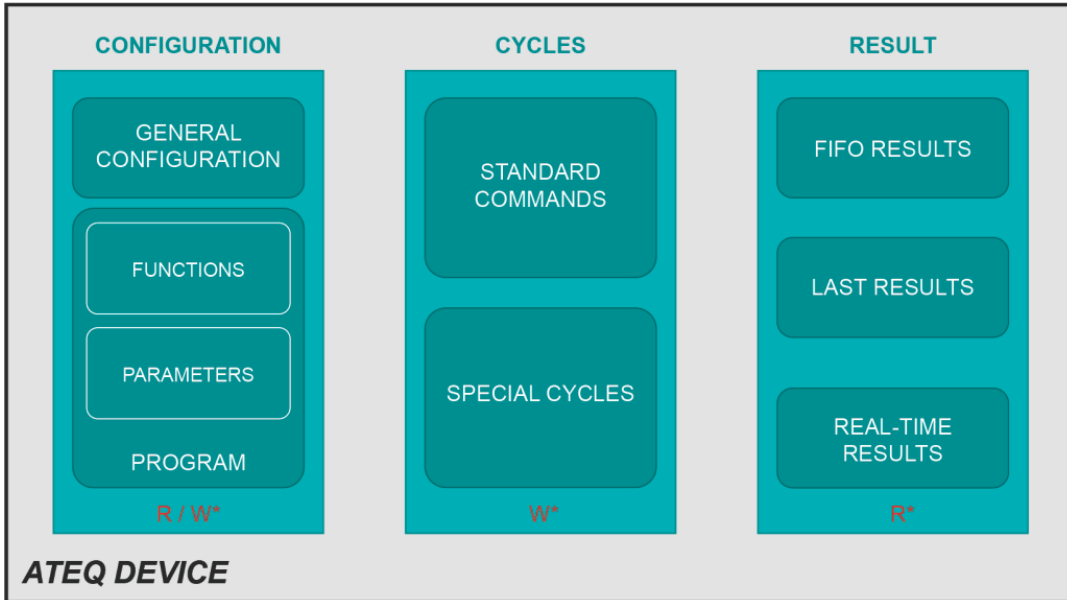 CONFIGURATION
GENERAL
CONFIGURATION
FUNCTIONS
PARAMETERS
PROGRAM
R / W*
CYCLES
STANDARD
COMMANDS
SPECIAL CYCLES
W*
RESULT
FIFO RESULTS
LAST RESULTS
REAL-TIME
RESULTS
R*
ATEQ DEVICE